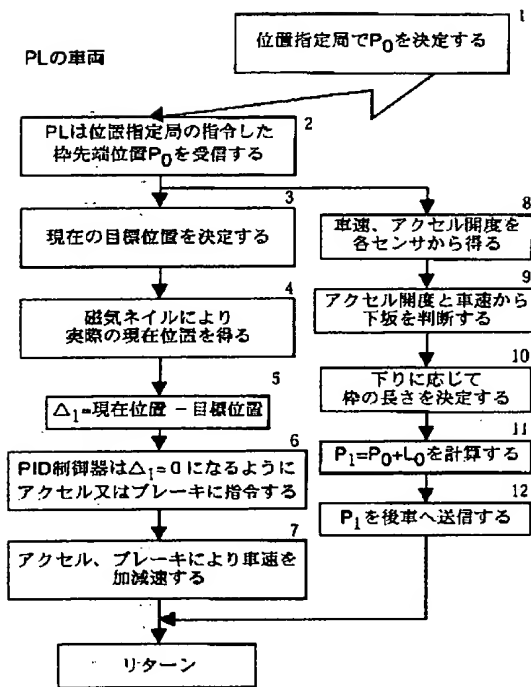 1
位置指定局でP0を決定する
PLの車両
2
PLは位置指定局の指令した
枠先端位置P0を受信する
3
現在の目標位置を決定する
4
磁気ネイルにより
実際の現在位置を得る
5
△1=現在位置 − 目標位置
6
PID制御器は△1=0になるように
アクセル又はブレーキに指令する
7
アクセル、ブレーキにより車速を
加減速する
8
車速、アクセル開度を
各センサから得る
9
アクセル開度と車速から
下坂を判断する
10
下りに応じて
枠の長さを決定する
11
P1=P0+L0を計算する
12
P1を後車へ送信する
リターン